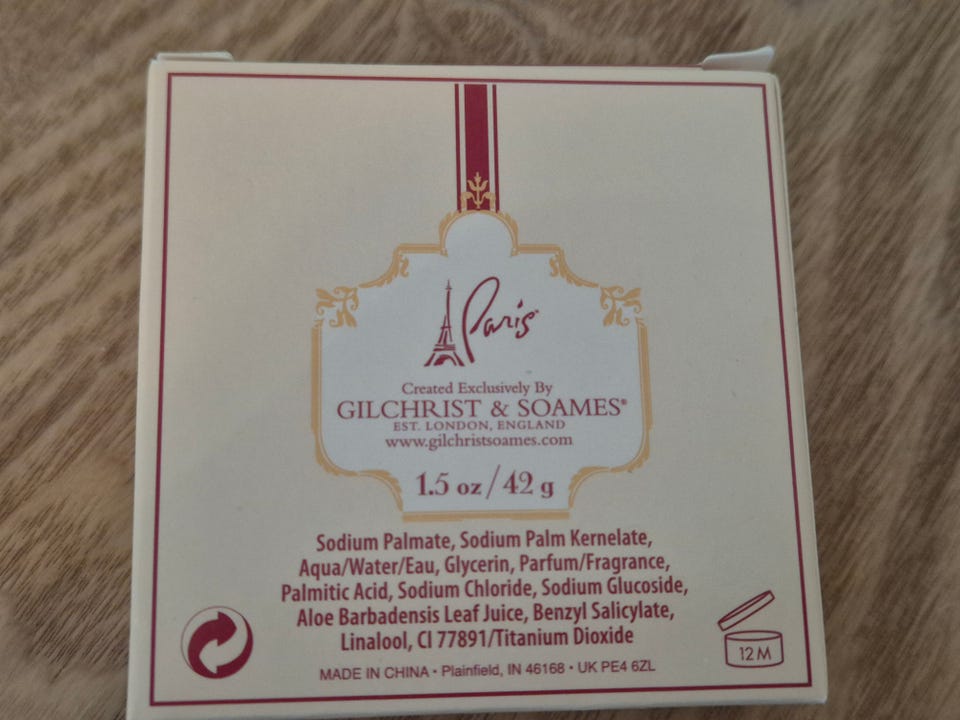 Paris™
Created Exclusively By
GILCHRIST & SOAMES®
EST. LONDON, ENGLAND
www.gilchristsoames.com
1.5 oz / 42 g
Sodium Palmate, Sodium Palm Kernelate,
Aqua/Water/Eau, Glycerin, Parfum/Fragrance,
Palmitic Acid, Sodium Chloride, Sodium Glucoside,
Aloe Barbadensis Leaf Juice, Benzyl Salicylate,
Linalool, CI 77891/Titanium Dioxide
12 M
MADE IN CHINA • Plainfield, IN 46168 • UK PE4 6ZL